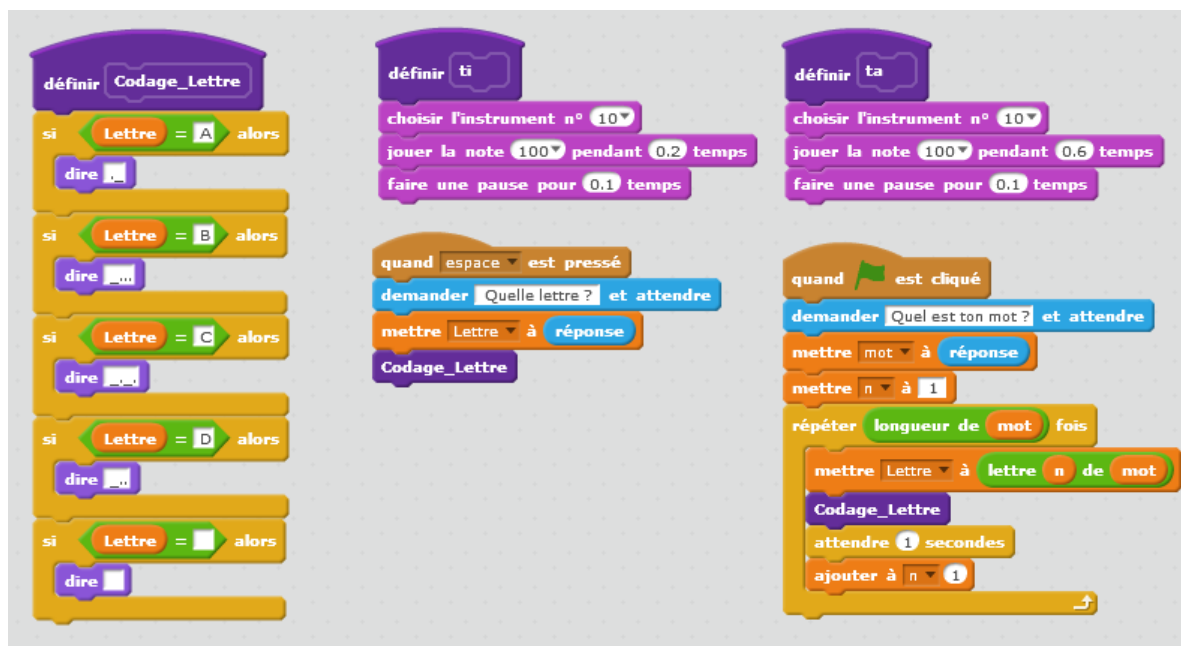 définir Codage_Lettre
si Lettre = A alors
dire ._
si Lettre = B alors
dire _...
si Lettre = C alors
dire _._.
si Lettre = D alors
dire _..
si Lettre = alors
dire
définir ti
choisir l'instrument n° 10
jouer la note 100 pendant 0.2 temps
faire une pause pour 0.1 temps
quand espace est pressé
demander Quelle lettre ? et attendre
mettre Lettre à réponse
Codage_Lettre
définir ta
choisir l'instrument n° 10
jouer la note 100 pendant 0.6 temps
faire une pause pour 0.1 temps
quand est cliqué
demander Quel est ton mot ? et attendre
mettre mot à réponse
mettre n à 1
répéter longueur de mot fois
mettre Lettre à lettre n de mot
Codage_Lettre
attendre 1 secondes
ajouter à n 1